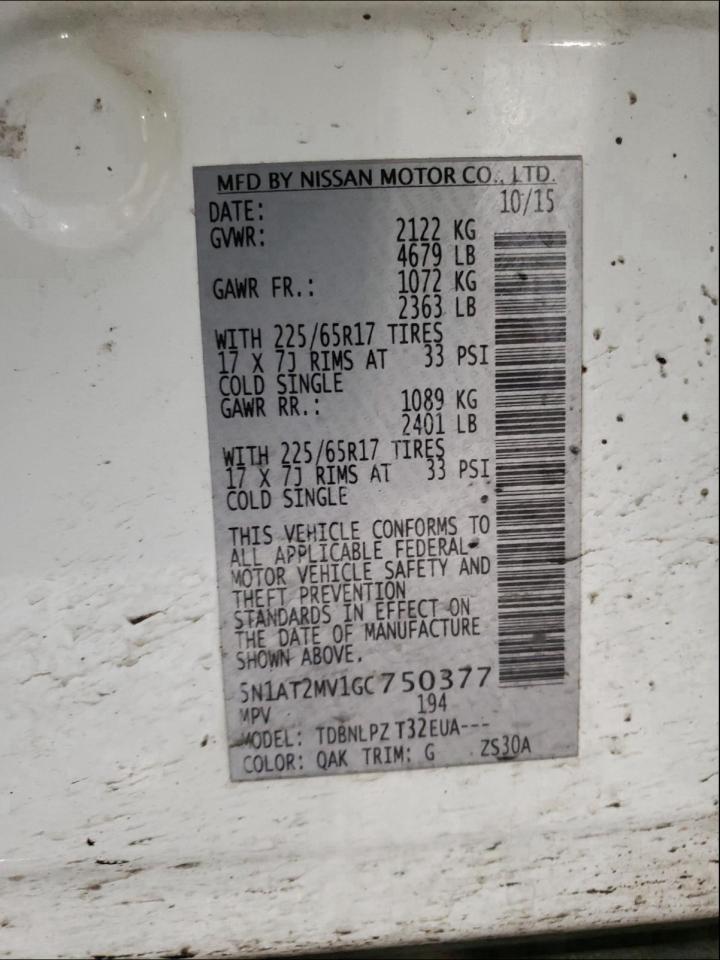 MFD BY NISSAN MOTOR CO., LTD.
DATE: 10/15
GVWR: 2122 KG
4679 LB
GAWR FR.: 1072 KG
2363 LB
WITH 225/65R17 TIRES
17 X 7J RIMS AT 33 PSI
COLD SINGLE
GAWR RR.: 1089 KG
2401 LB
WITH 225/65R17 TIRES
17 X 7J RIMS AT 33 PSI
COLD SINGLE
THIS VEHICLE CONFORMS TO
ALL APPLICABLE FEDERAL
MOTOR VEHICLE SAFETY AND
THEFT PREVENTION
STANDARDS IN EFFECT ON
THE DATE OF MANUFACTURE
SHOWN ABOVE.
5N1AT2MV1GC750377
MPV 194
MODEL: TDBNLPZ T32EUA---
COLOR: QAK TRIM: G ZS30A